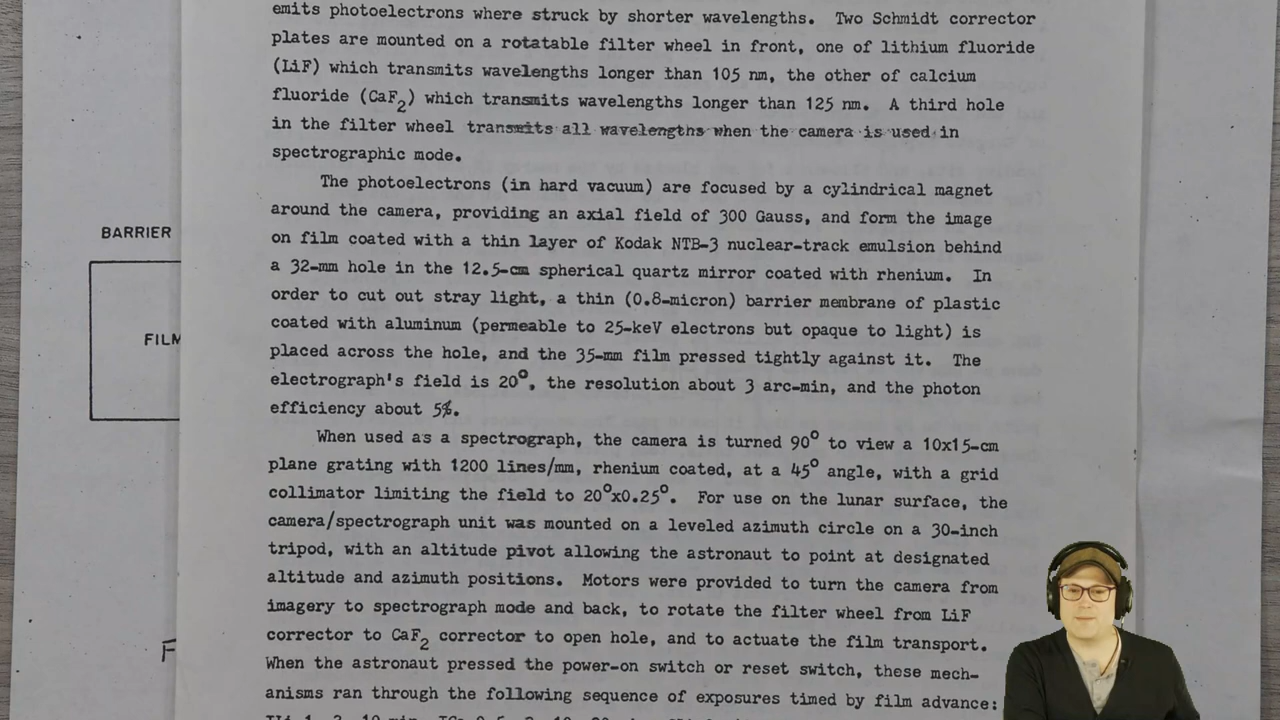 emits photoelectrons where struck by shorter wavelengths. Two Schmidt corrector
plates are mounted on a rotatable filter wheel in front, one of lithium fluoride
(LiF) which transmits wavelengths longer than 105 nm, the other of calcium
fluoride (CaF₂) which transmits wavelengths longer than 125 nm. A third hole
in the filter wheel transmits all wavelengths when the camera is used in
spectrographic mode.
The photoelectrons (in hard vacuum) are focused by a cylindrical magnet
around the camera, providing an axial field of 300 Gauss, and form the image
on film coated with a thin layer of Kodak NTB-3 nuclear-track emulsion behind
a 32-mm hole in the 12.5-cm spherical quartz mirror coated with rhenium. In
order to cut out stray light, a thin (0.8-micron) barrier membrane of plastic
coated with aluminum (permeable to 25-keV electrons but opaque to light) is
placed across the hole, and the 35-mm film pressed tightly against it. The
electrograph's field is 20°, the resolution about 3 arc-min, and the photon
efficiency about 5%.
When used as a spectrograph, the camera is turned 90° to view a 10x15-cm
plane grating with 1200 lines/mm, rhenium coated, at a 45° angle, with a grid
collimator limiting the field to 20°x0.25°. For use on the lunar surface, the
camera/spectrograph unit was mounted on a leveled azimuth circle on a 30-inch
tripod, with an altitude pivot allowing the astronaut to point at designated
altitude and azimuth positions. Motors were provided to turn the camera from
imagery to spectrograph mode and back, to rotate the filter wheel from LiF
corrector to CaF₂ corrector to open hole, and to actuate the film transport.
When the astronaut pressed the power-on switch or reset switch, these mech-
anisms ran through the following sequence of exposures timed by film advance:
BARRIER
FILM